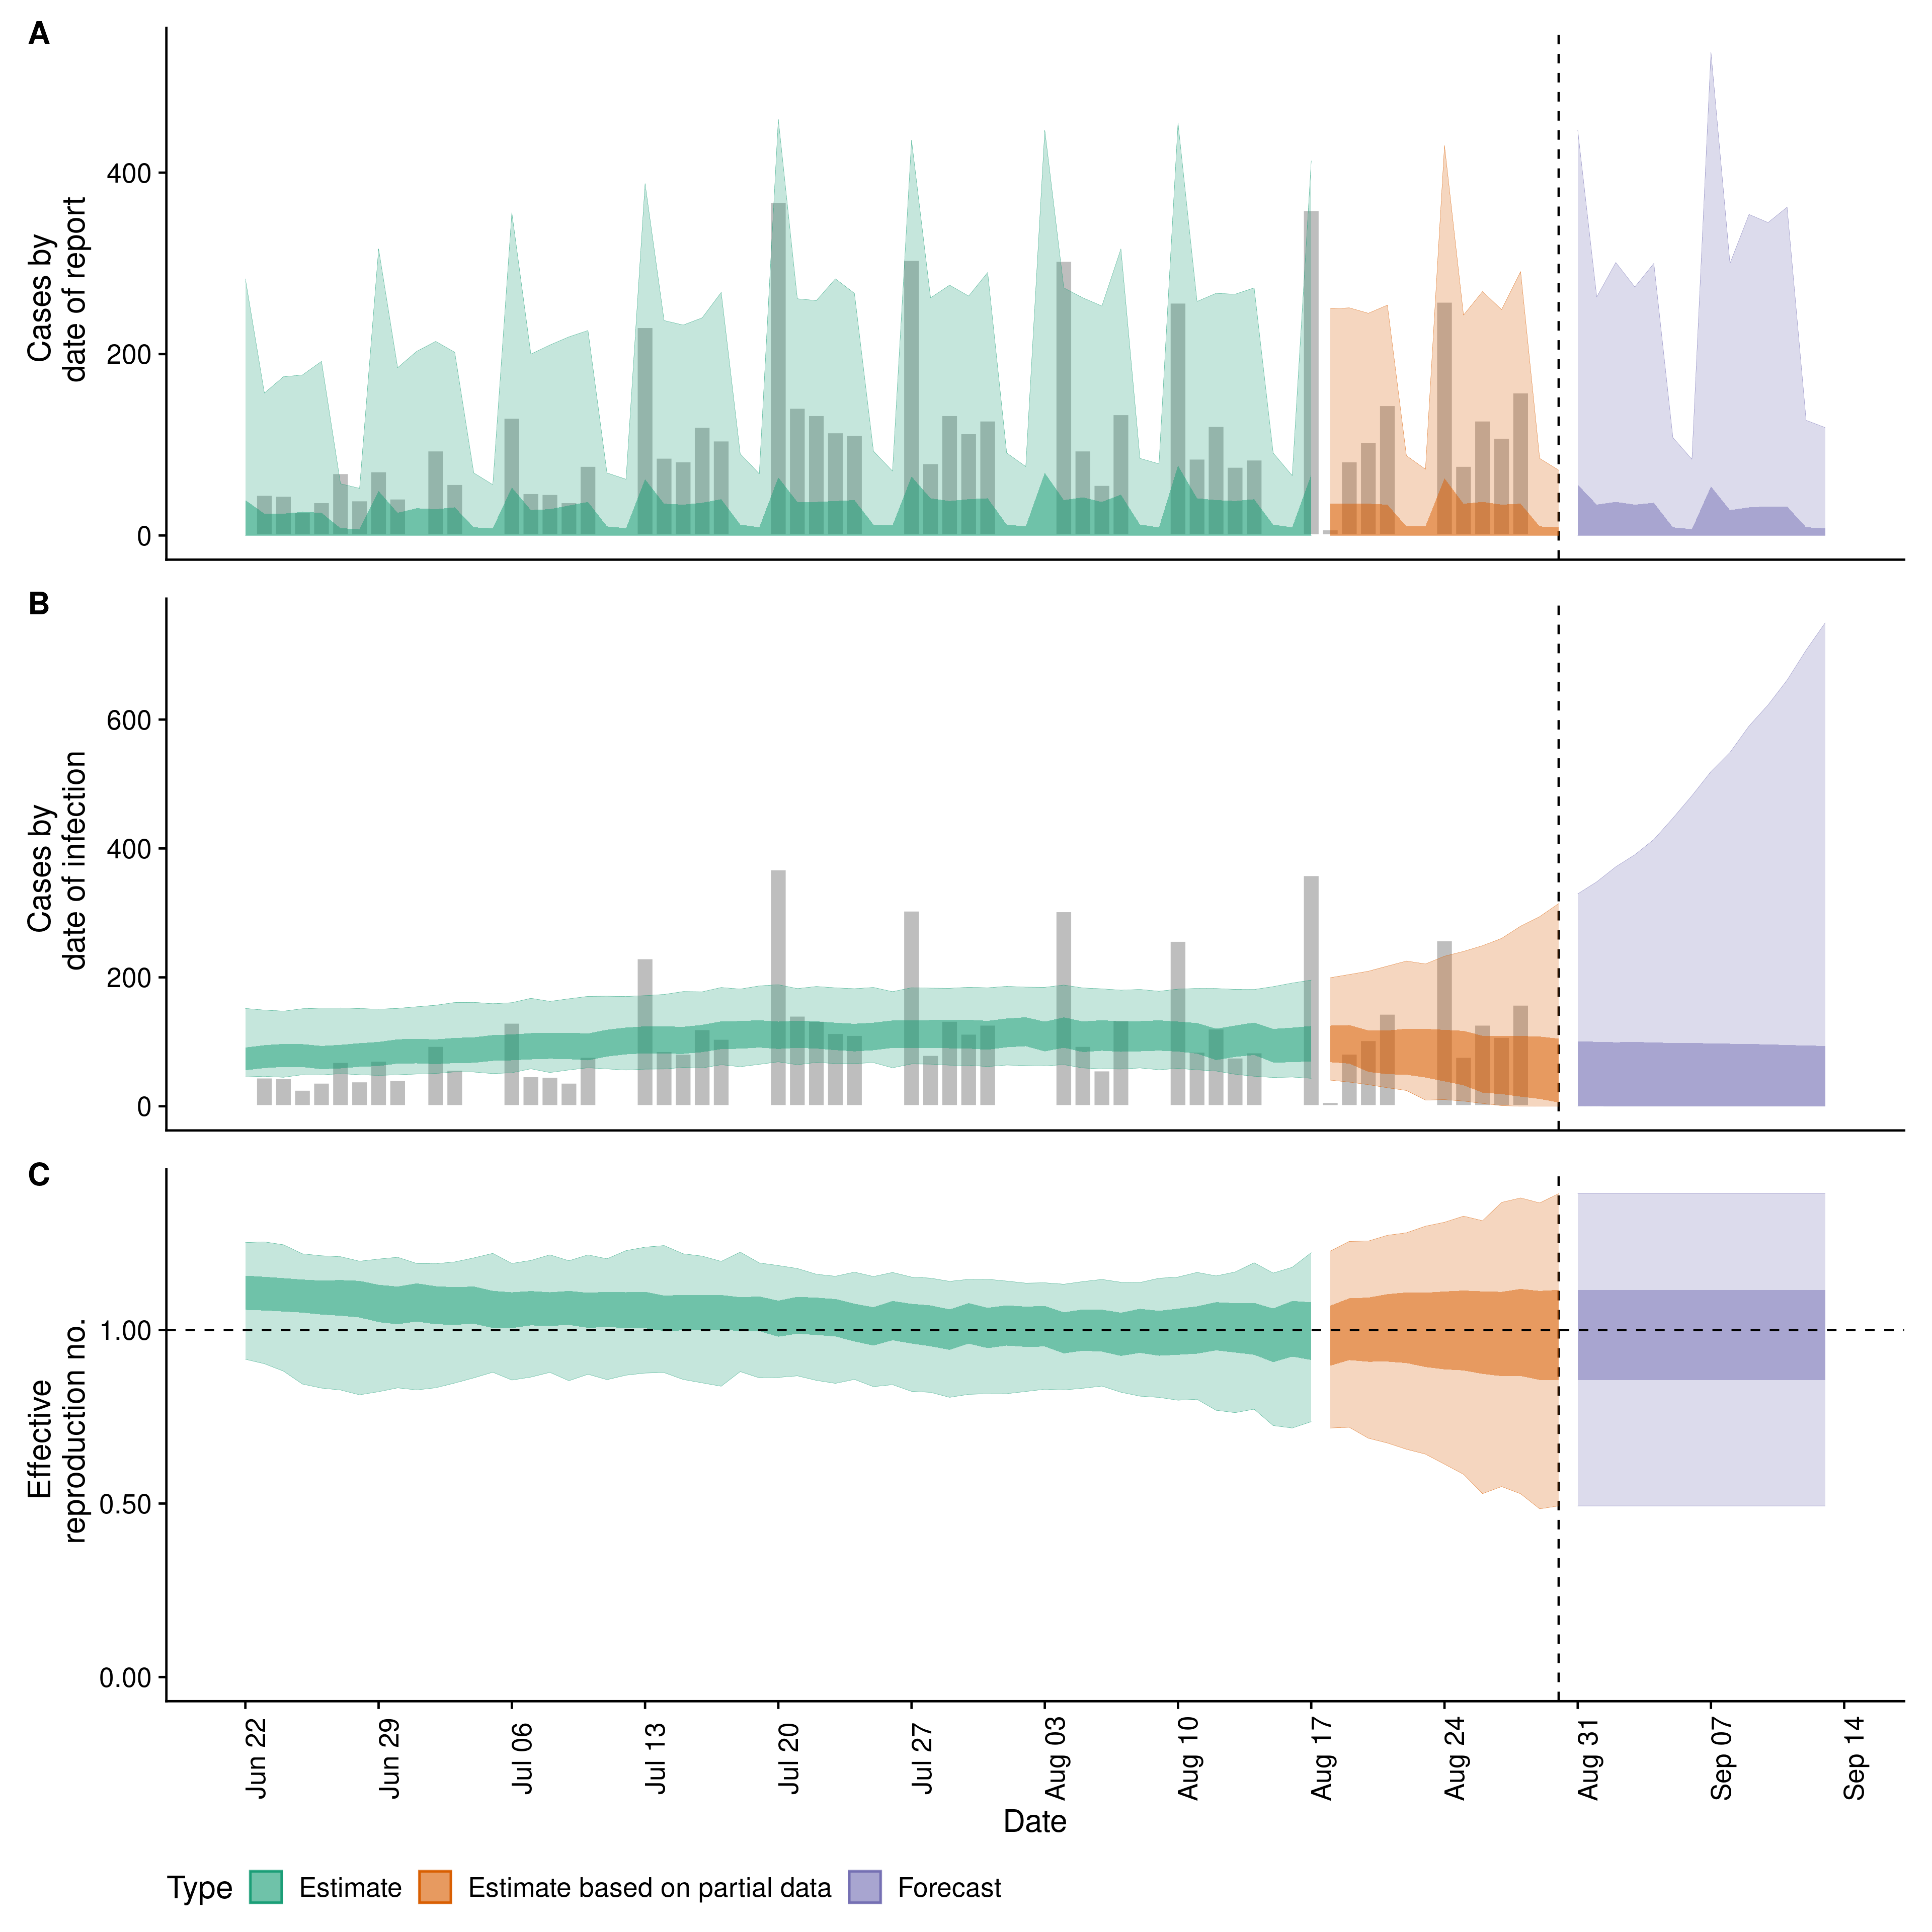 A
Cases by
date of report
400
200
0
B
Cases by
date of infection
600
400
200
0
C
Effective
reproduction no.
1.00
0.50
0.00
Jun 22
Jun 29
Jul 06
Jul 13
Jul 20
Jul 27
Aug 03
Aug 10
Aug 17
Aug 24
Aug 31
Sep 07
Sep 14
Date
Type Estimate Estimate based on partial data Forecast